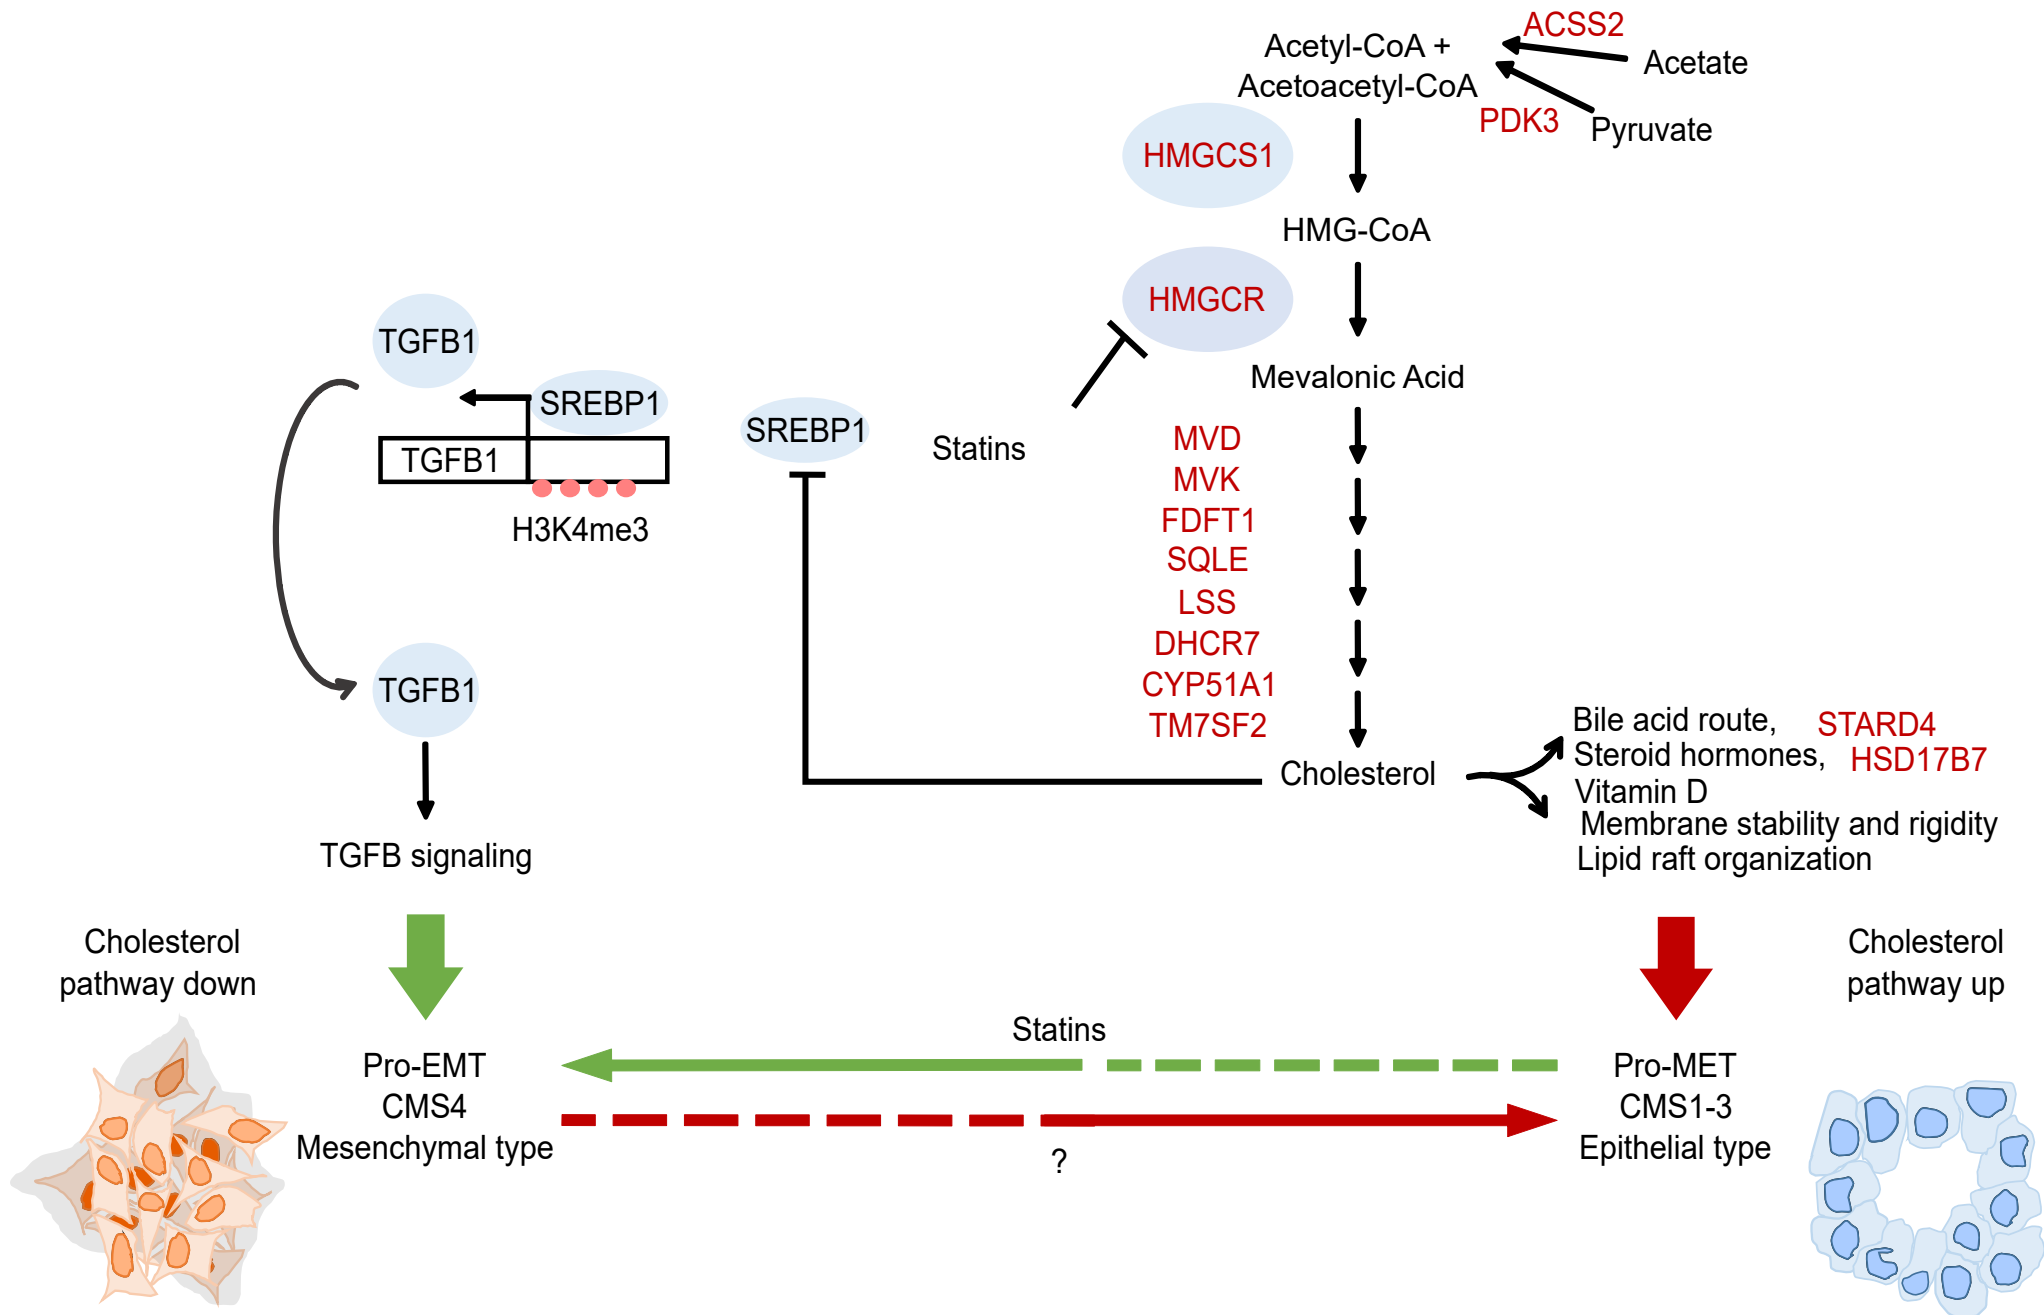 ACSS2
Acetyl-CoA +
Acetoacetyl-CoA
Acetate
PDK3
Pyruvate
HMGCS1
HMG-CoA
HMGCR
Mevalonic Acid
TGFB1
SREBP1
TGFB1
H3K4me3
SREBP1
Statins
MVD
MVK
FDFT1
SQLE
LSS
DHCR7
CYP51A1
TM7SF2
Cholesterol
Bile acid route,
STARD4
Steroid hormones,
HSD17B7
Vitamin D
Membrane stability and rigidity
Lipid raft organization
TGFB1
TGFB signaling
Cholesterol
pathway down
Cholesterol
pathway up
Statins
Pro-EMT
CMS4
Mesenchymal type
?
Pro-MET
CMS1-3
Epithelial type